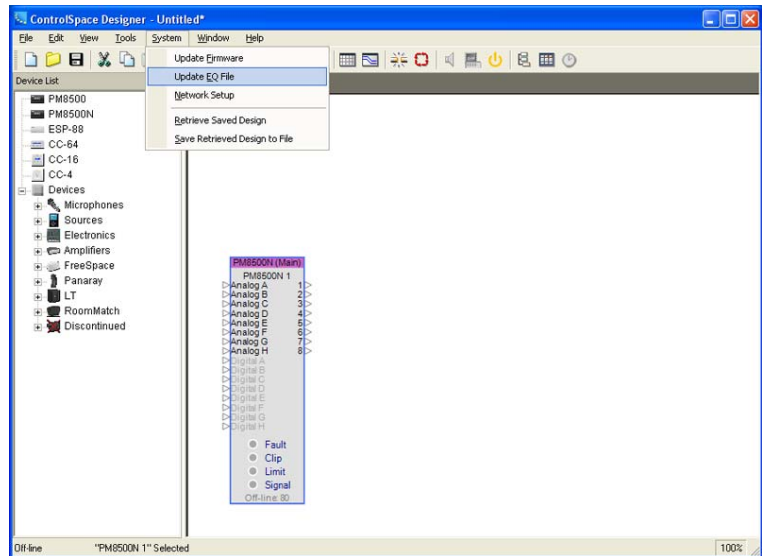 ControlSpace Designer - Untitled*
File Edit View Tools System Window Help
Update Firmware
Update EQ File
Network Setup
Retrieve Saved Design
Save Retrieved Design to File
Device List
PM8500
PM8500N
ESP-88
CC-64
CC-16
CC-4
Devices
Microphones
Sources
Electronics
Amplifiers
FreeSpace
Panaray
LT
RoomMatch
Discontinued
PM8500N (Main)
PM8500N 1
Analog A 1
Analog B 2
Analog C 3
Analog D 4
Analog E 5
Analog F 6
Analog G 7
Analog H 8
Digital A
Digital B
Digital C
Digital D
Digital E
Digital F
Digital G
Digital H
Fault
Clip
Limit
Signal
Off-line: 80
Off-line "PM8500N 1" Selected 100%